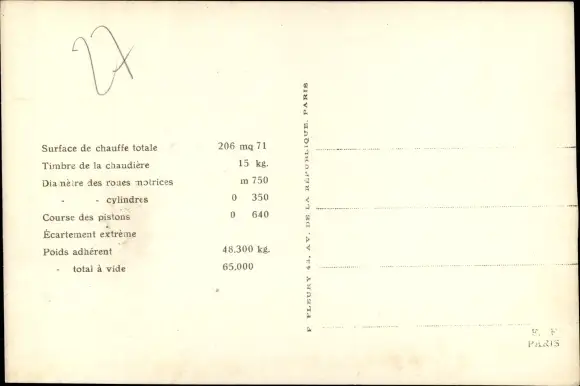 Surface de chauffe totale 206 mq 71
Timbre de la chaudière 15 kg.
Diamètre des roues motrices m 750
- - cylindres 0 350
Course des pistons 0 640
Écartement extrême
Poids adhérent 48.300 kg.
- total à vide 65.000
F FLEURY 43, AV. DE LA RÉPUBLIQUE. PARIS
E. F
PARIS